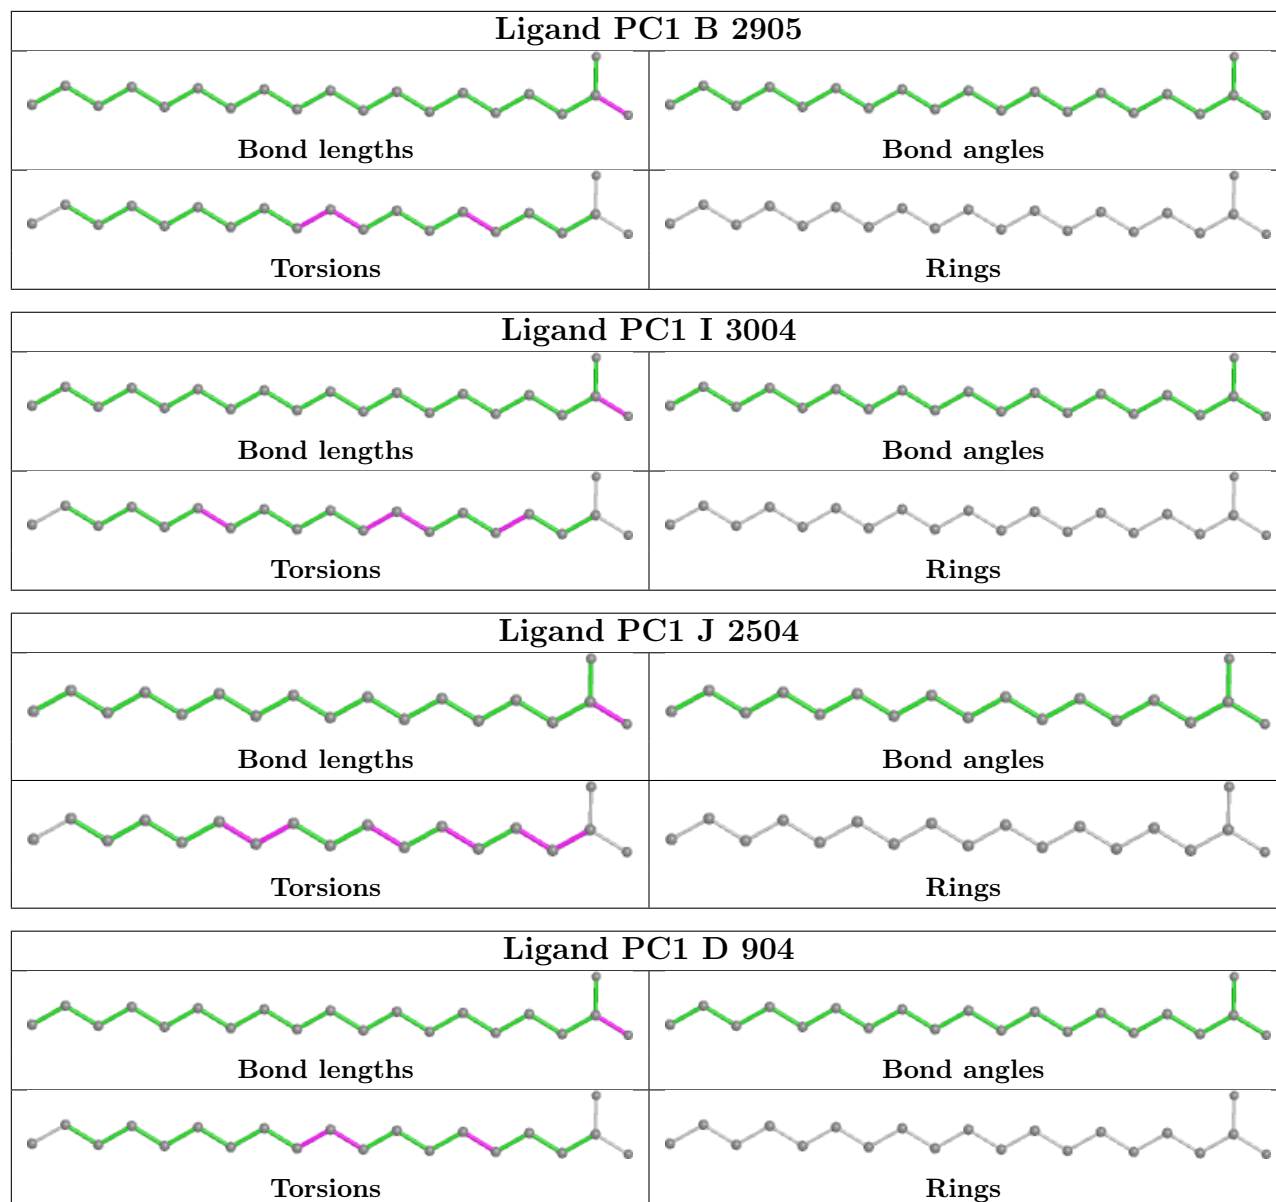 Ligand PC1 B 2905
Bond lengths
Bond angles
Torsions
Rings
Ligand PC1 I 3004
Bond lengths
Bond angles
Torsions
Rings
Ligand PC1 J 2504
Bond lengths
Bond angles
Torsions
Rings
Ligand PC1 D 904
Bond lengths
Bond angles
Torsions
Rings